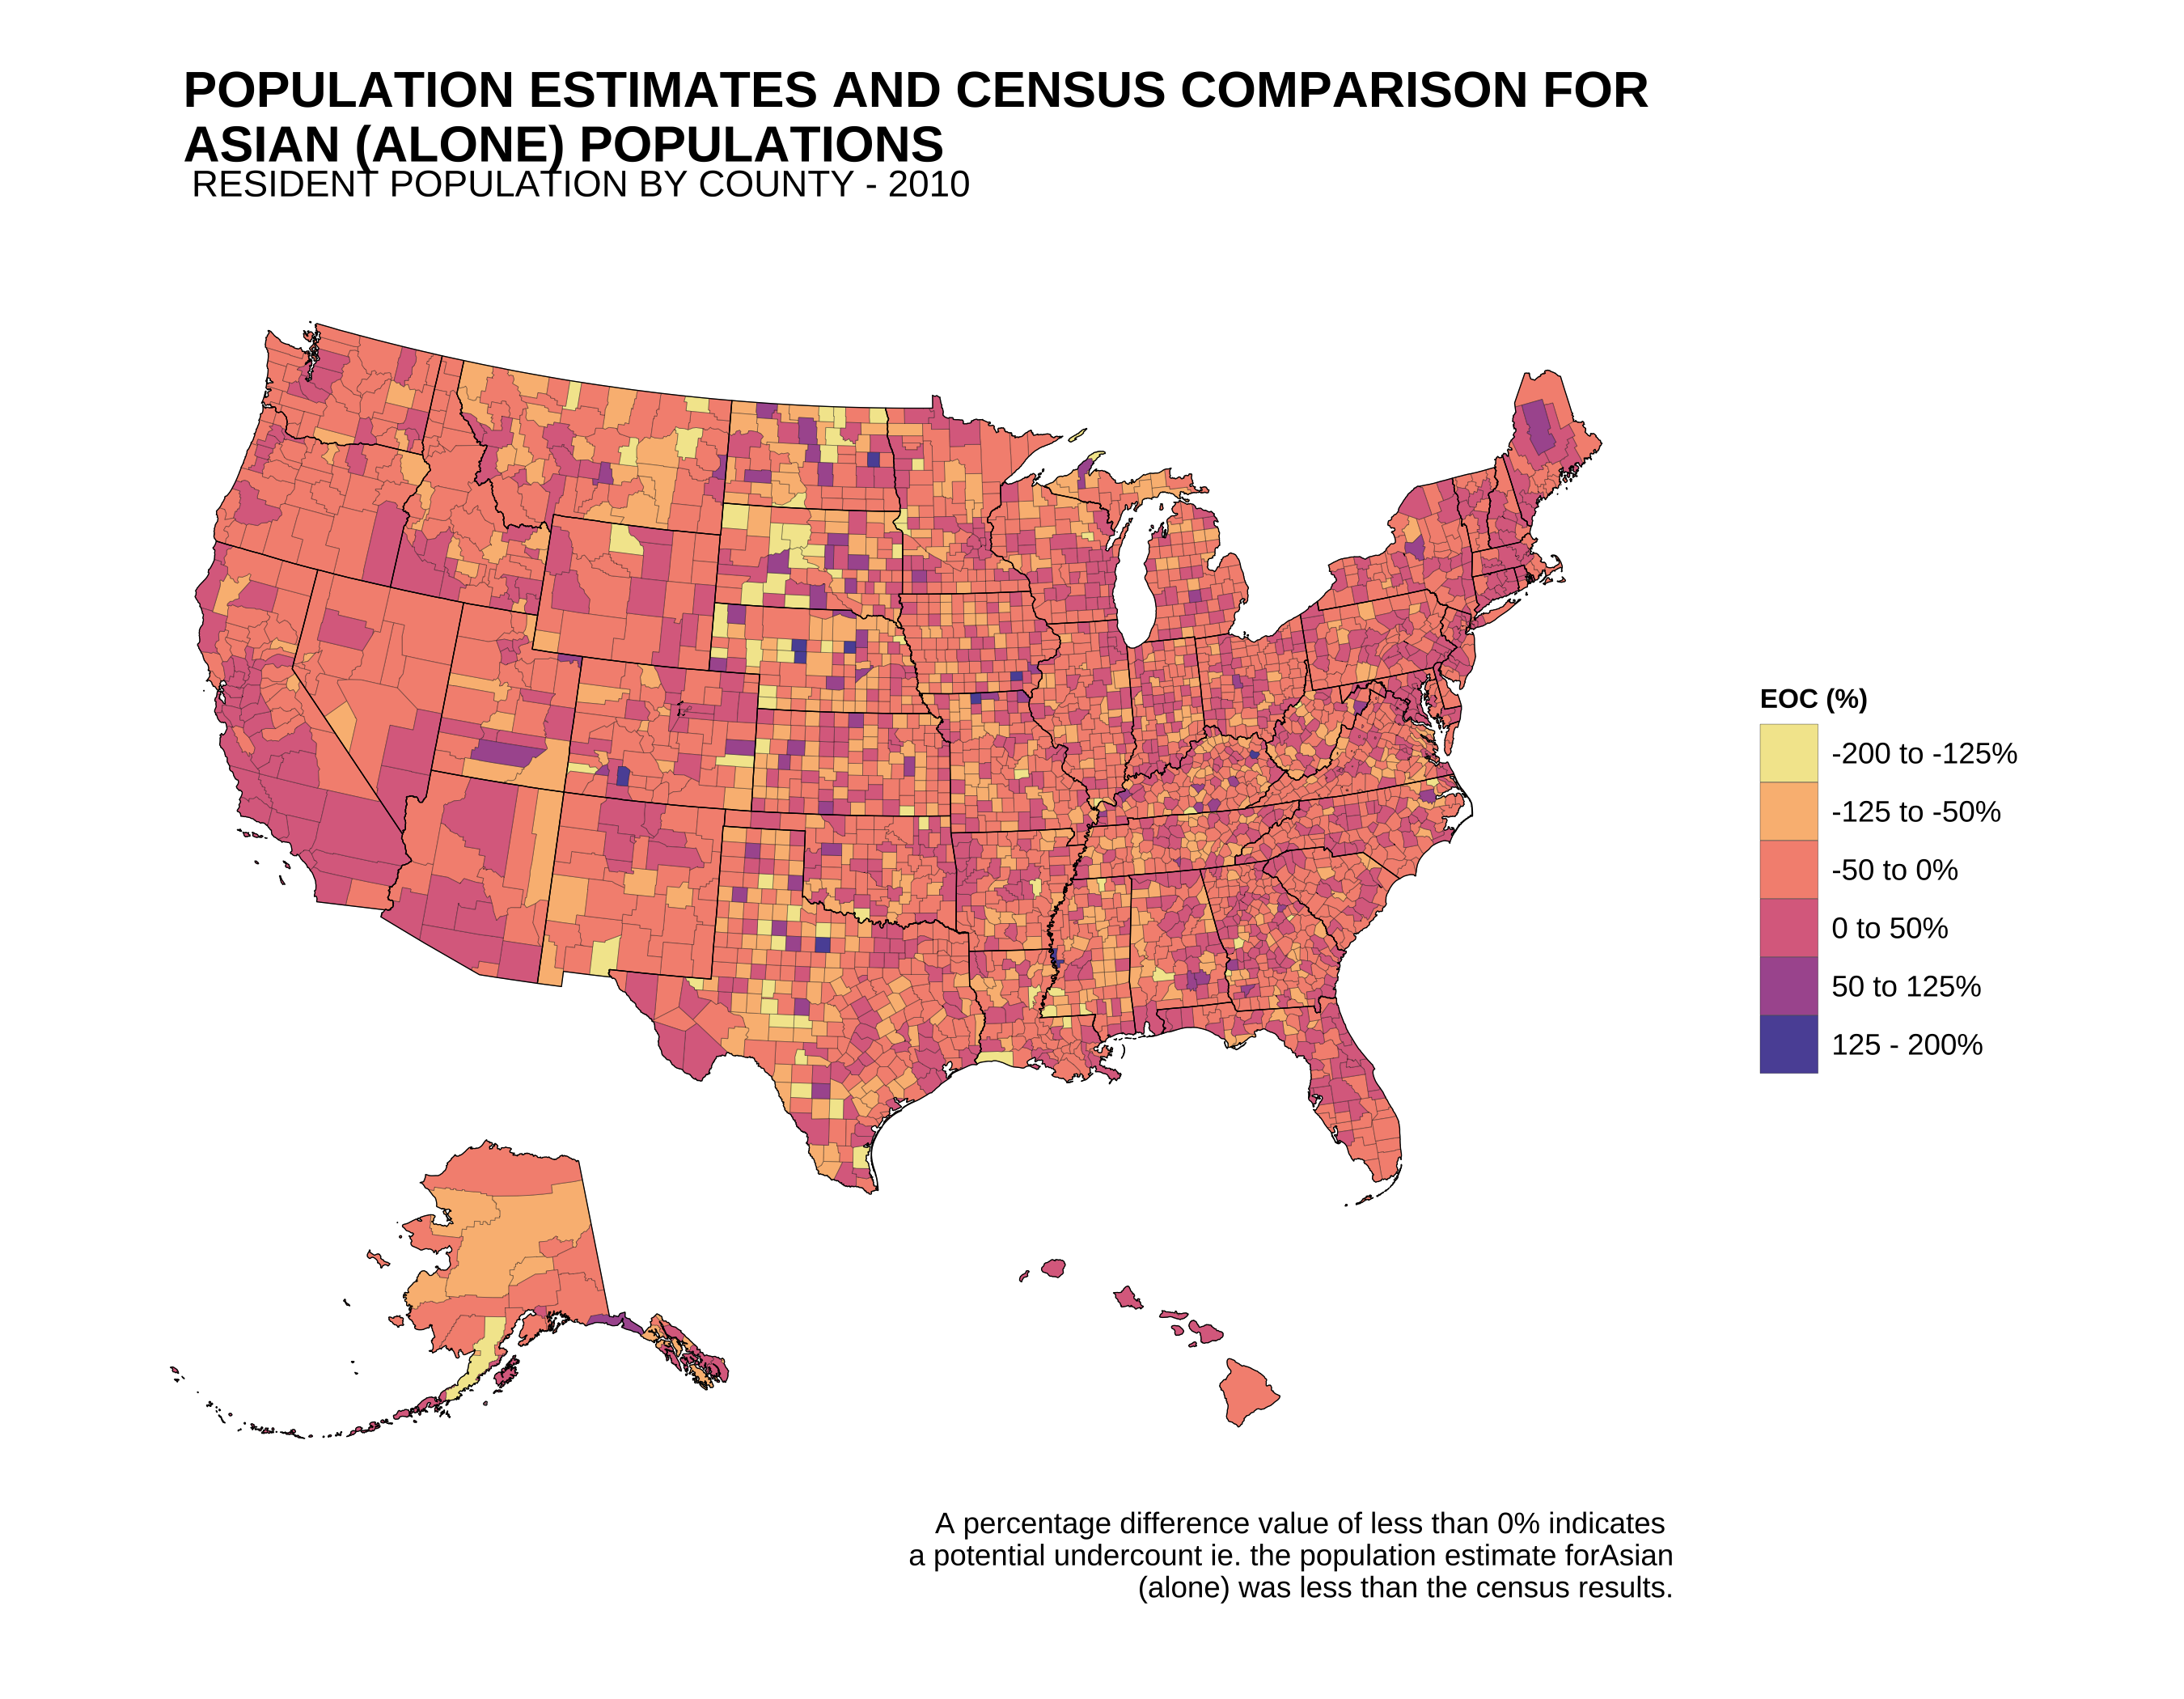 POPULATION ESTIMATES AND CENSUS COMPARISON FOR
ASIAN (ALONE) POPULATIONS
RESIDENT POPULATION BY COUNTY - 2010
EOC (%)
-200 to -125%
-125 to -50%
-50 to 0%
0 to 50%
50 to 125%
125 - 200%
A percentage difference value of less than 0% indicates
a potential undercount ie. the population estimate forAsian
(alone) was less than the census results.